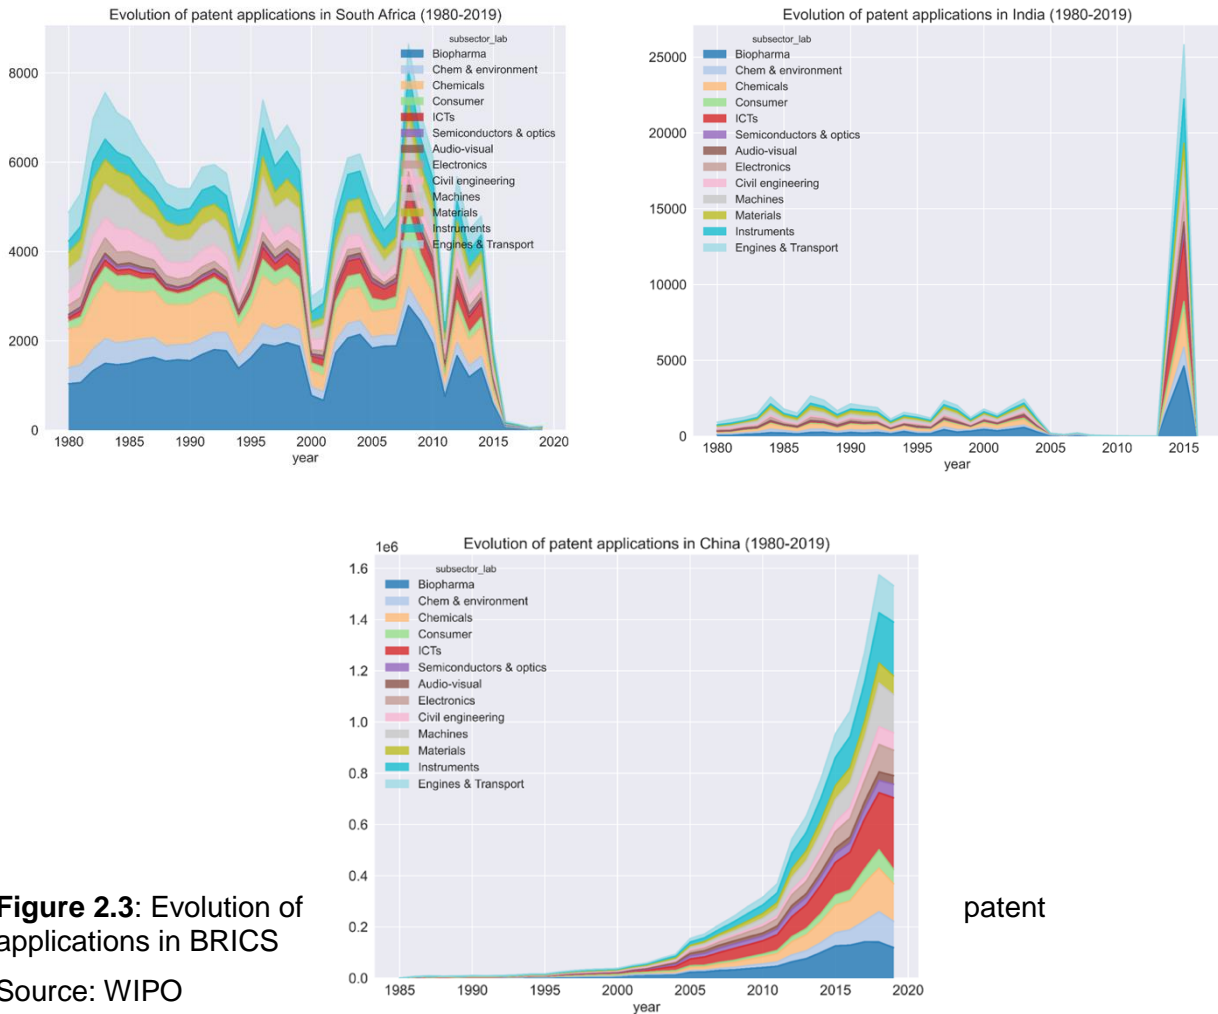 Evolution of patent applications in South Africa (1980-2019)
subsector_lab
Biopharma
Chem & environment
Chemicals
Consumer
ICTs
Semiconductors & optics
Audio-visual
Electronics
Civil engineering
Machines
Materials
Instruments
Engines & Transport
8000
6000
4000
2000
0
1980 1985 1990 1995 2000 2005 2010 2015 2020
year
Evolution of patent applications in India (1980-2019)
subsector_lab
Biopharma
Chem & environment
Chemicals
Consumer
ICTs
Semiconductors & optics
Audio-visual
Electronics
Civil engineering
Machines
Materials
Instruments
Engines & Transport
25000
20000
15000
10000
5000
0
1980 1985 1990 1995 2000 2005 2010 2015
year
1e6 Evolution of patent applications in China (1980-2019)
subsector_lab
Biopharma
Chem & environment
Chemicals
Consumer
ICTs
Semiconductors & optics
Audio-visual
Electronics
Civil engineering
Machines
Materials
Instruments
Engines & Transport
1.6
1.4
1.2
1.0
0.8
0.6
0.4
0.2
0.0
1985 1990 1995 2000 2005 2010 2015 2020
year
Figure 2.3: Evolution of patent
applications in BRICS
Source: WIPO